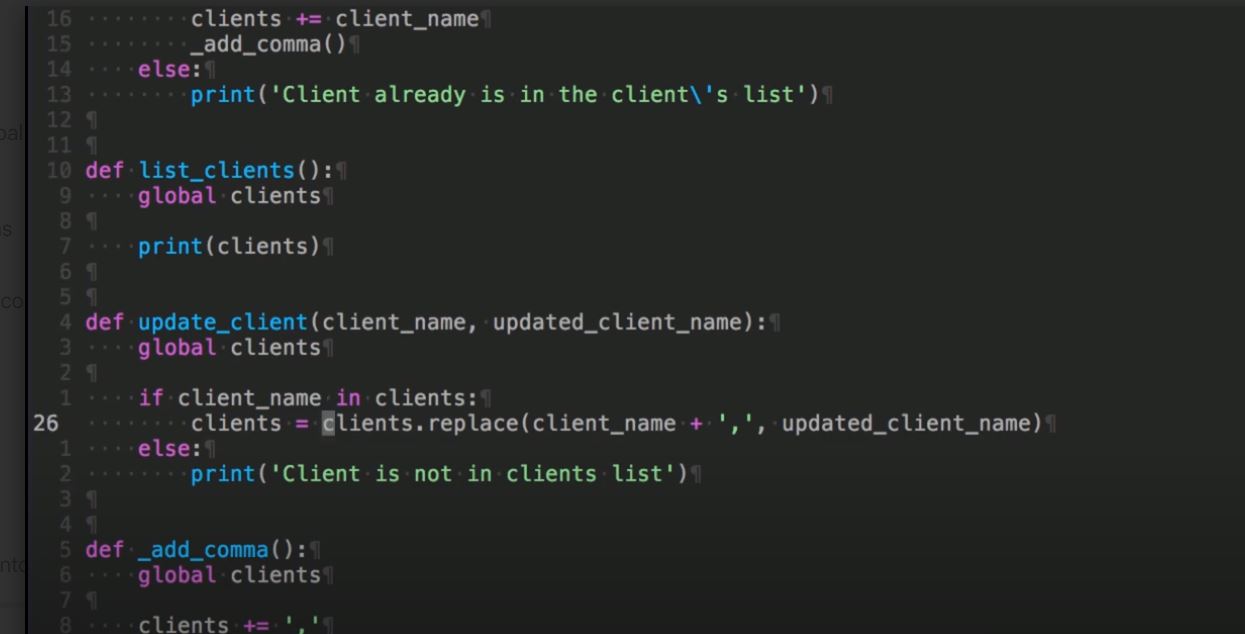 16 clients += client_name¶
15 _add_comma()¶
14 else:¶
13 print('Client already is in the client\'s list')¶
12 ¶
11 ¶
10 def list_clients():¶
9 global clients¶
8 ¶
7 print(clients)¶
6 ¶
5 ¶
4 def update_client(client_name, updated_client_name):¶
3 global clients¶
2 ¶
1 if client_name in clients:¶
26 clients = clients.replace(client_name + ',', updated_client_name)¶
1 else:¶
2 print('Client is not in clients list')¶
3 ¶
4 ¶
5 def _add_comma():¶
6 global clients¶
7 ¶
8 clients += ','¶